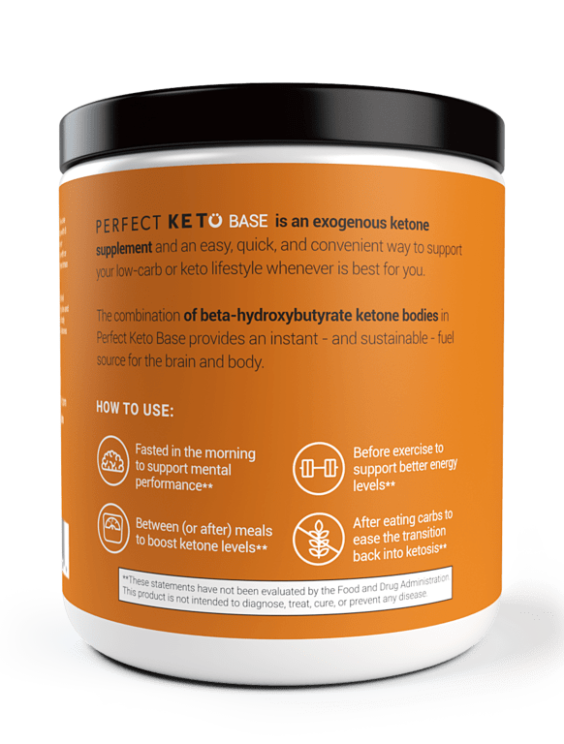 PERFECT KETO BASE is an exogenous ketone
supplement and an easy, quick, and convenient way to support
your low-carb or keto lifestyle whenever is best for you.
The combination of beta-hydroxybutyrate ketone bodies in
Perfect Keto Base provides an instant - and sustainable - fuel
source for the brain and body.
HOW TO USE:
Fasted in the morning
to support mental
performance**
Before exercise to
support better energy
levels**
Between (or after) meals
to boost ketone levels**
After eating carbs to
ease the transition
back into ketosis**
**These statements have not been evaluated by the Food and Drug Administration
This product is not intended to diagnose, treat, cure, or prevent any disease.